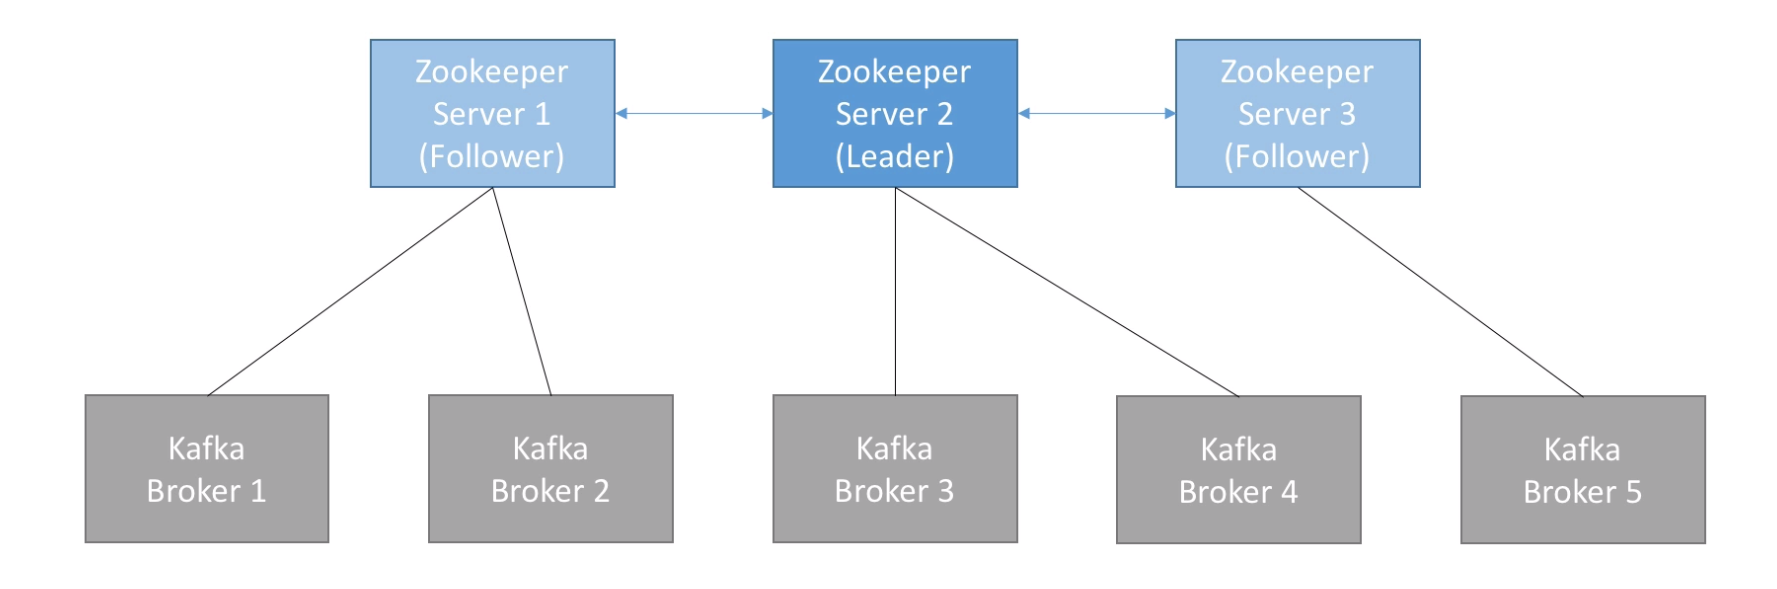 Zookeeper
Server 1
(Follower)
Zookeeper
Server 2
(Leader)
Zookeeper
Server 3
(Follower)
Kafka
Broker 1
Kafka
Broker 2
Kafka
Broker 3
Kafka
Broker 4
Kafka
Broker 5